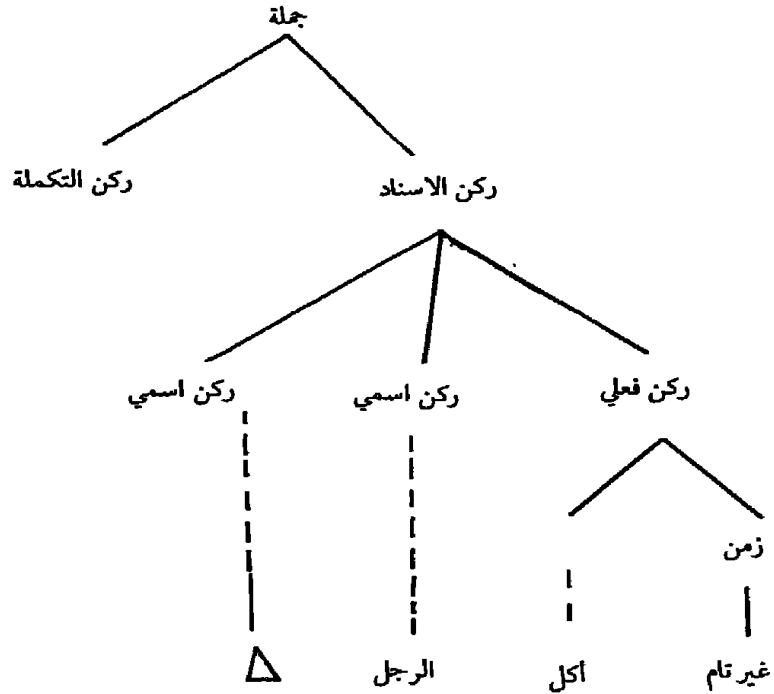 جملة
ركن الاسناد ركن التكملة
ركن فعلي ركن اسمي ركن اسمي
زمن
غير تام أكل الرجل